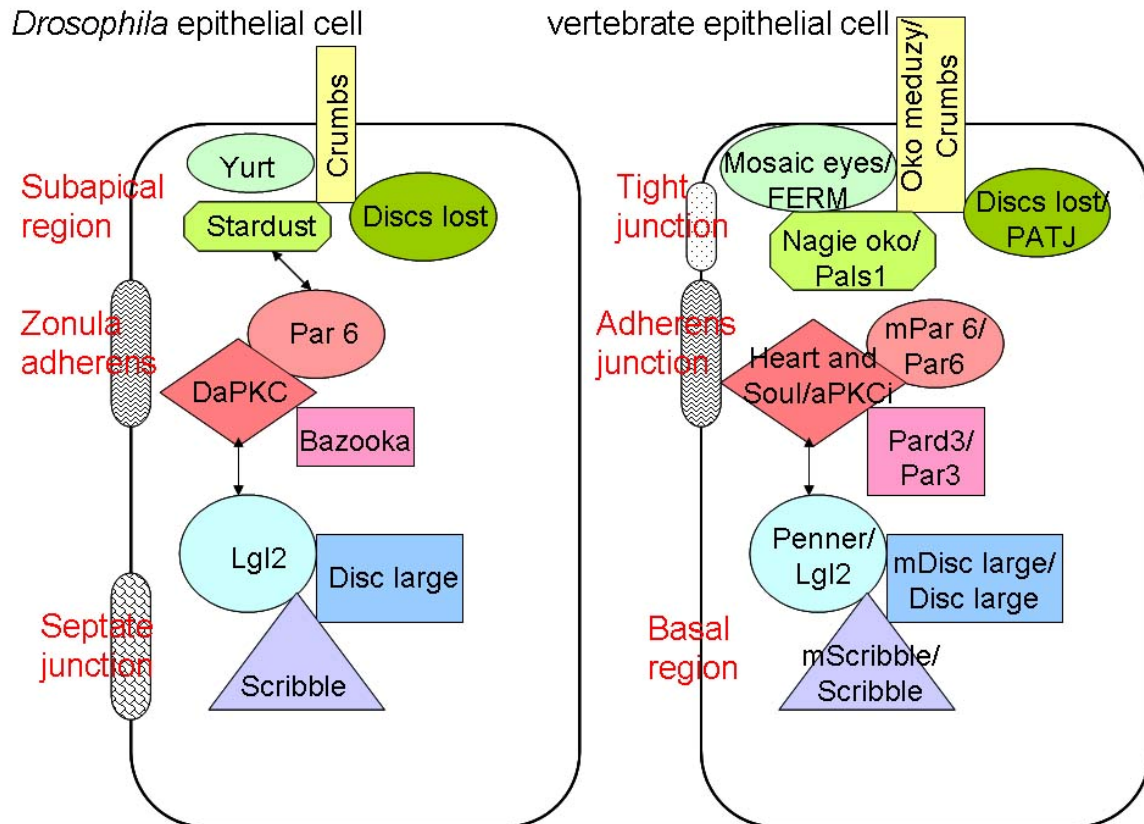 Drosophila epithelial cell
Crumbs
Yurt
Subapical
region
Stardust
Discs lost
Zonula
adherens
Par 6
DaPKC
Bazooka
Lgl2
Disc large
Septate
junction
Scribble
vertebrate epithelial cell
Oko meduzy/
Crumbs
Mosaic eyes/
FERM
Tight
junction
Discs lost/
PATJ
Nagie oko/
Pals1
Adherens
junction
mPar 6/
Par6
Heart and
Soul/aPKCi
Pard3/
Par3
Penner/
Lgl2
mDisc large/
Disc large
Basal
region
mScribble/
Scribble